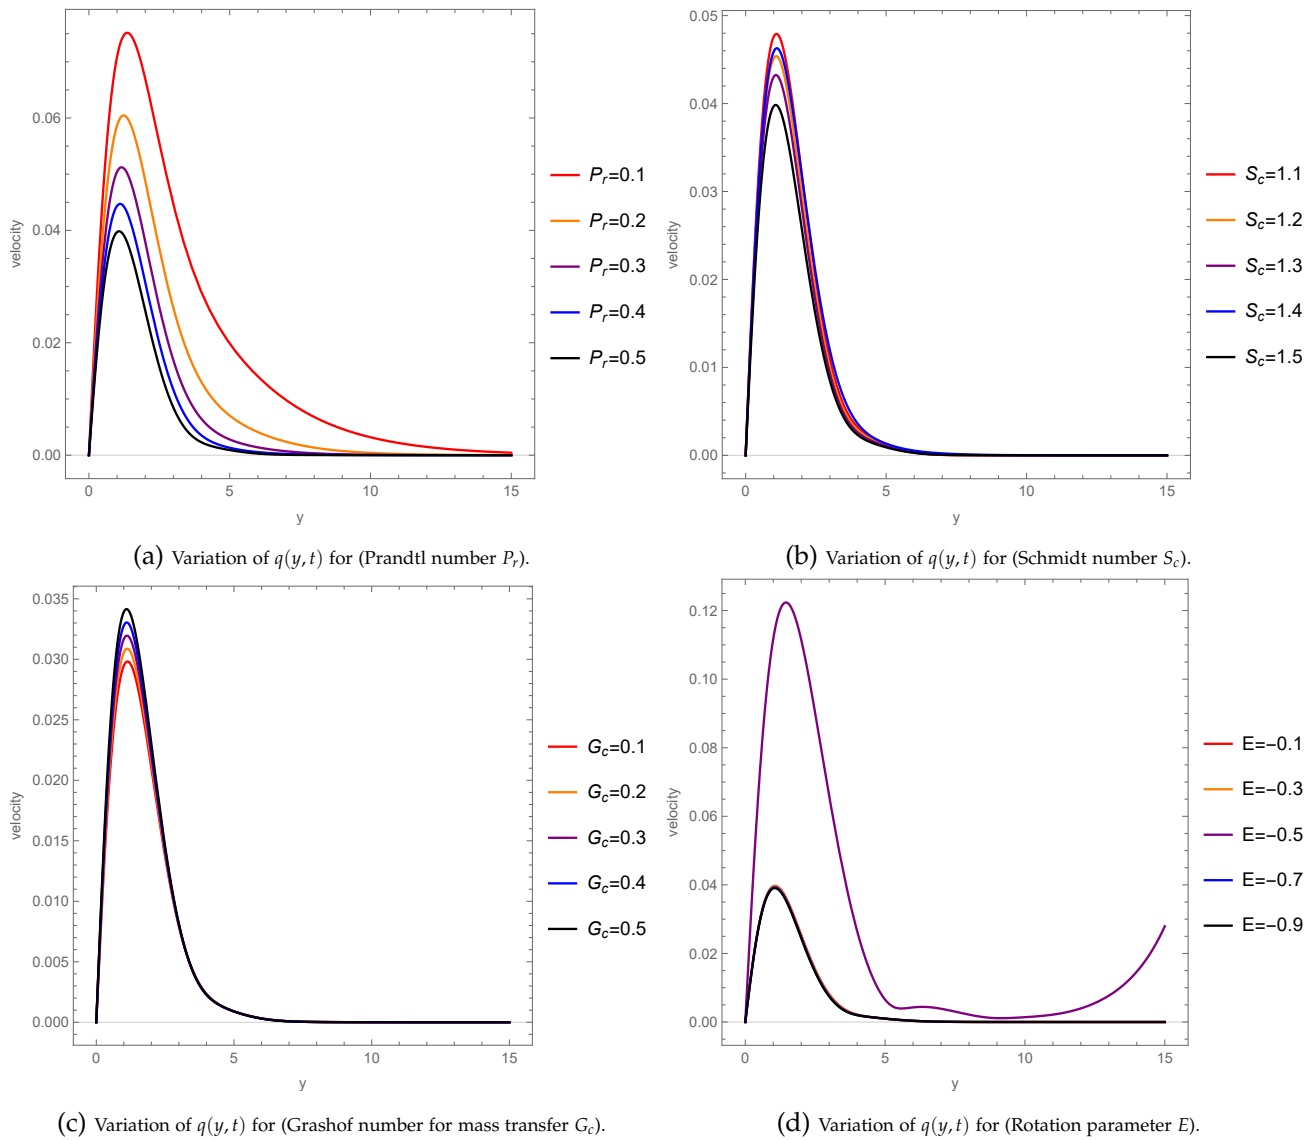 0.06
0.04
0.02
0.00
velocity
0
5
10
15
y
Pr=0.1
Pr=0.2
Pr=0.3
Pr=0.4
Pr=0.5
(a) Variation of q(y, t) for (Prandtl number Pr).
0.05
0.04
0.03
0.02
0.01
0.00
velocity
0
5
10
15
y
Sc=1.1
Sc=1.2
Sc=1.3
Sc=1.4
Sc=1.5
(b) Variation of q(y, t) for (Schmidt number Sc).
0.035
0.030
0.025
0.020
0.015
0.010
0.005
0.000
velocity
0
5
10
15
y
Gc=0.1
Gc=0.2
Gc=0.3
Gc=0.4
Gc=0.5
(c) Variation of q(y, t) for (Grashof number for mass transfer Gc).
0.12
0.10
0.08
0.06
0.04
0.02
0.00
velocity
0
5
10
15
y
E=−0.1
E=−0.3
E=−0.5
E=−0.7
E=−0.9
(d) Variation of q(y, t) for (Rotation parameter E).